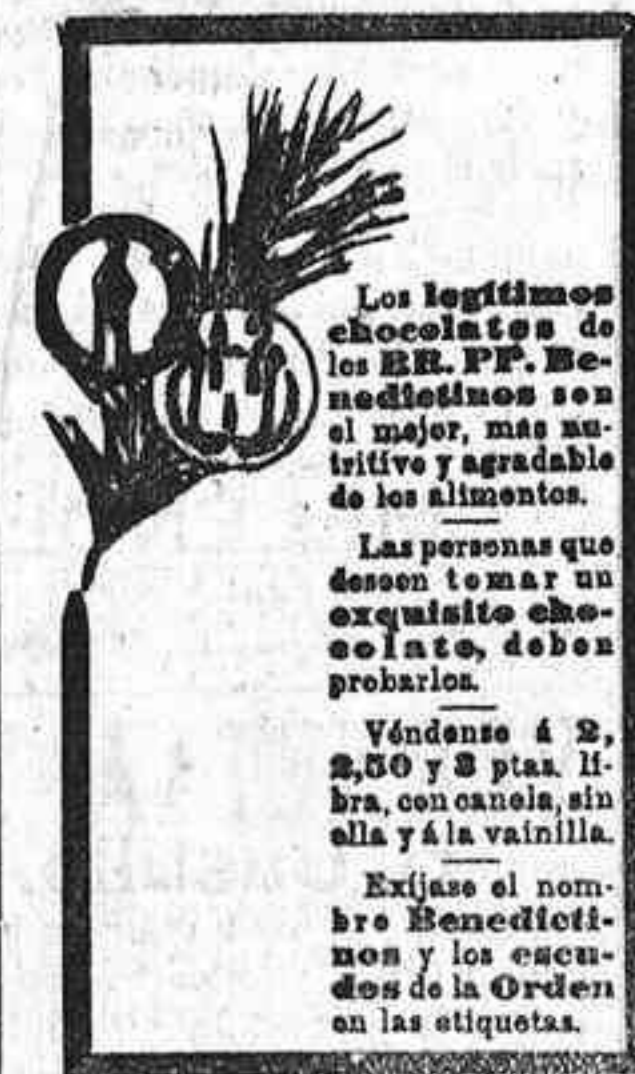 Los legítimos
chocolates de
los RR. PP. Be-
nedictinos son
el mejor, más nu-
tritivo y agradable
de los alimentos.
Las personas que
deseen tomar un
exquisito cho-
colate, deben
probarlos.
Véndense á 2,
2,50 y 3 ptas. li-
bra, con canela, sin
ella y á la vainilla.
Exíjase el nom-
bre Benedicti-
nos y los escu-
dos de la Orden
en las etiquetas.